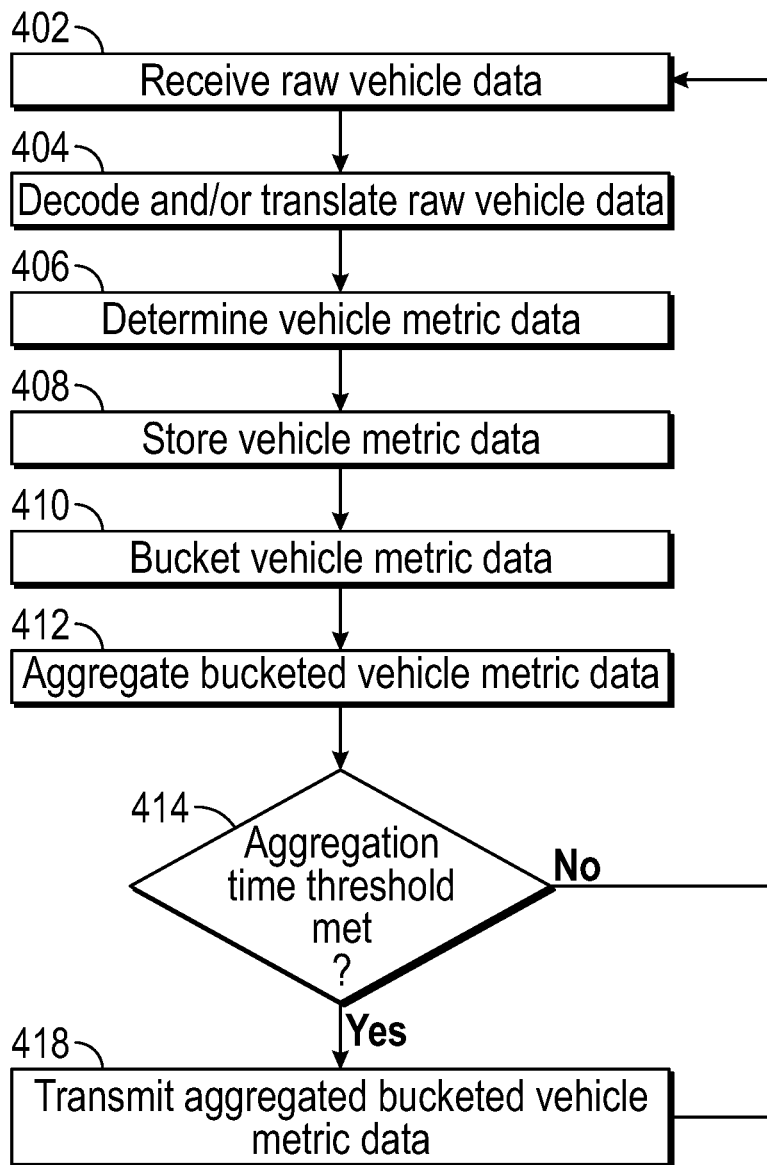 402
Receive raw vehicle data
404
Decode and/or translate raw vehicle data
406
Determine vehicle metric data
408
Store vehicle metric data
410
Bucket vehicle metric data
412
Aggregate bucketed vehicle metric data
414
Aggregation
time threshold
met
?
No
Yes
418
Transmit aggregated bucketed vehicle
metric data